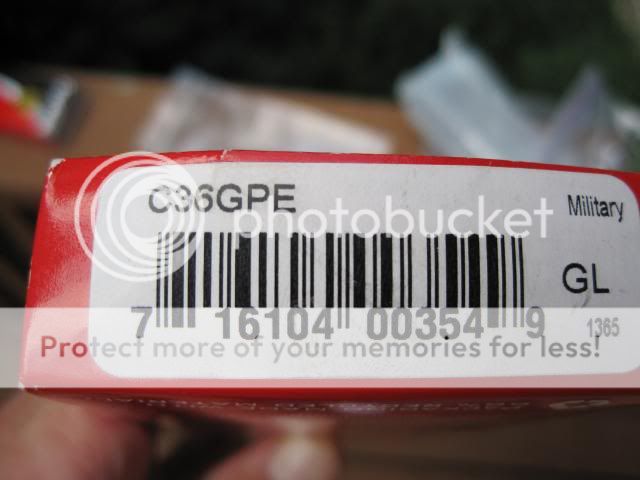 C36GPE
Military
photobucket
GL
7 16104 00354 9
1365
Protect more of your memories for less!